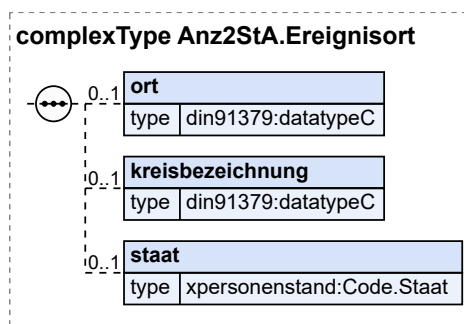 complexType Anz2StA.Ereignisort
0..1 ort
type din91379:datatypeC
0..1 kreisbezeichnung
type din91379:datatypeC
0..1 staat
type xpersonenstand:Code.Staat